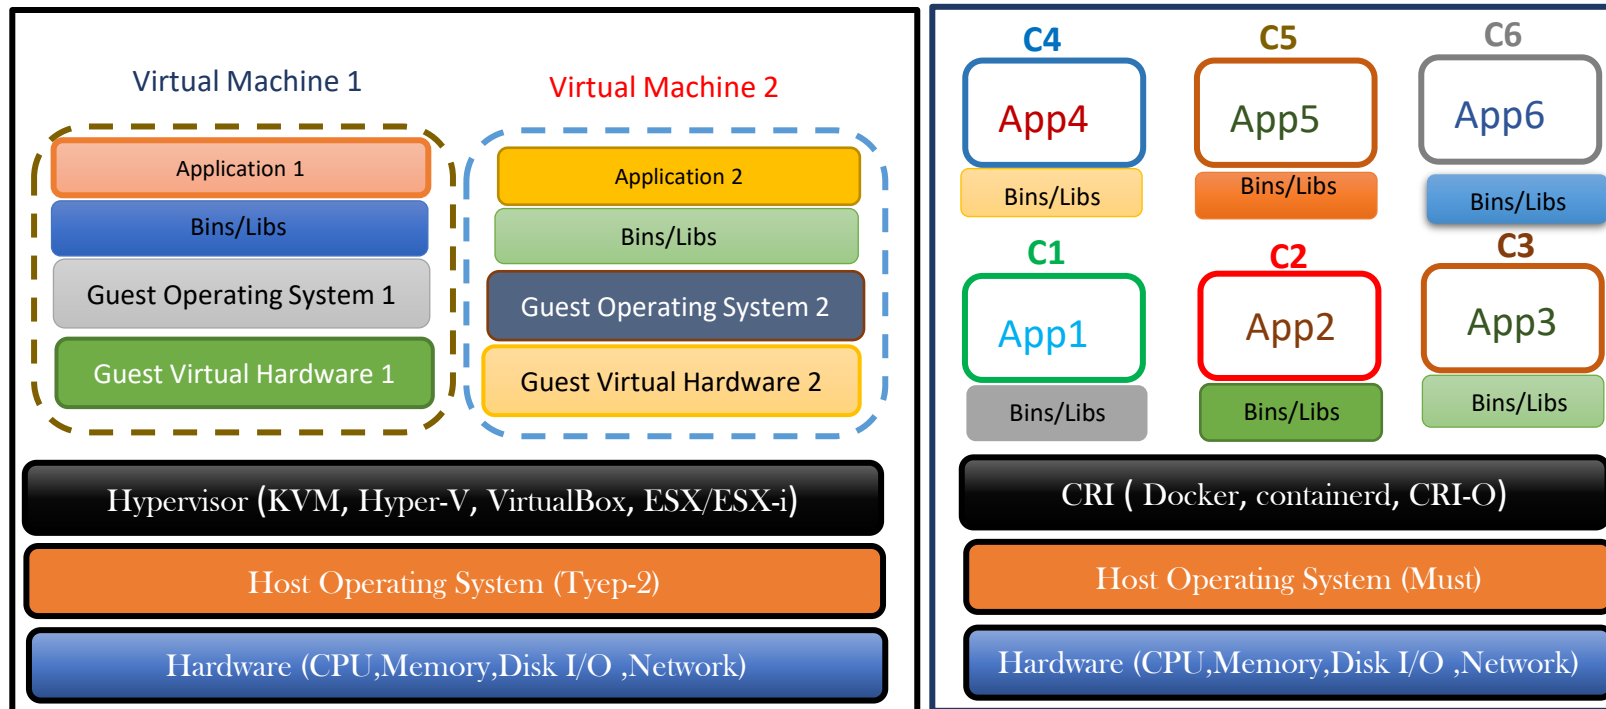 Virtual Machine 1
Application 1
Bins/Libs
Guest Operating System 1
Guest Virtual Hardware 1
Virtual Machine 2
Application 2
Bins/Libs
Guest Operating System 2
Guest Virtual Hardware 2
Hypervisor (KVM, Hyper-V, VirtualBox, ESX/ESX-i)
Host Operating System (Tyep-2)
Hardware (CPU,Memory,Disk I/O ,Network)
C4
App4
Bins/Libs
C5
App5
Bins/Libs
C6
App6
Bins/Libs
C1
App1
Bins/Libs
C2
App2
Bins/Libs
C3
App3
Bins/Libs
CRI ( Docker, containerd, CRI-O)
Host Operating System (Must)
Hardware (CPU,Memory,Disk I/O ,Network)